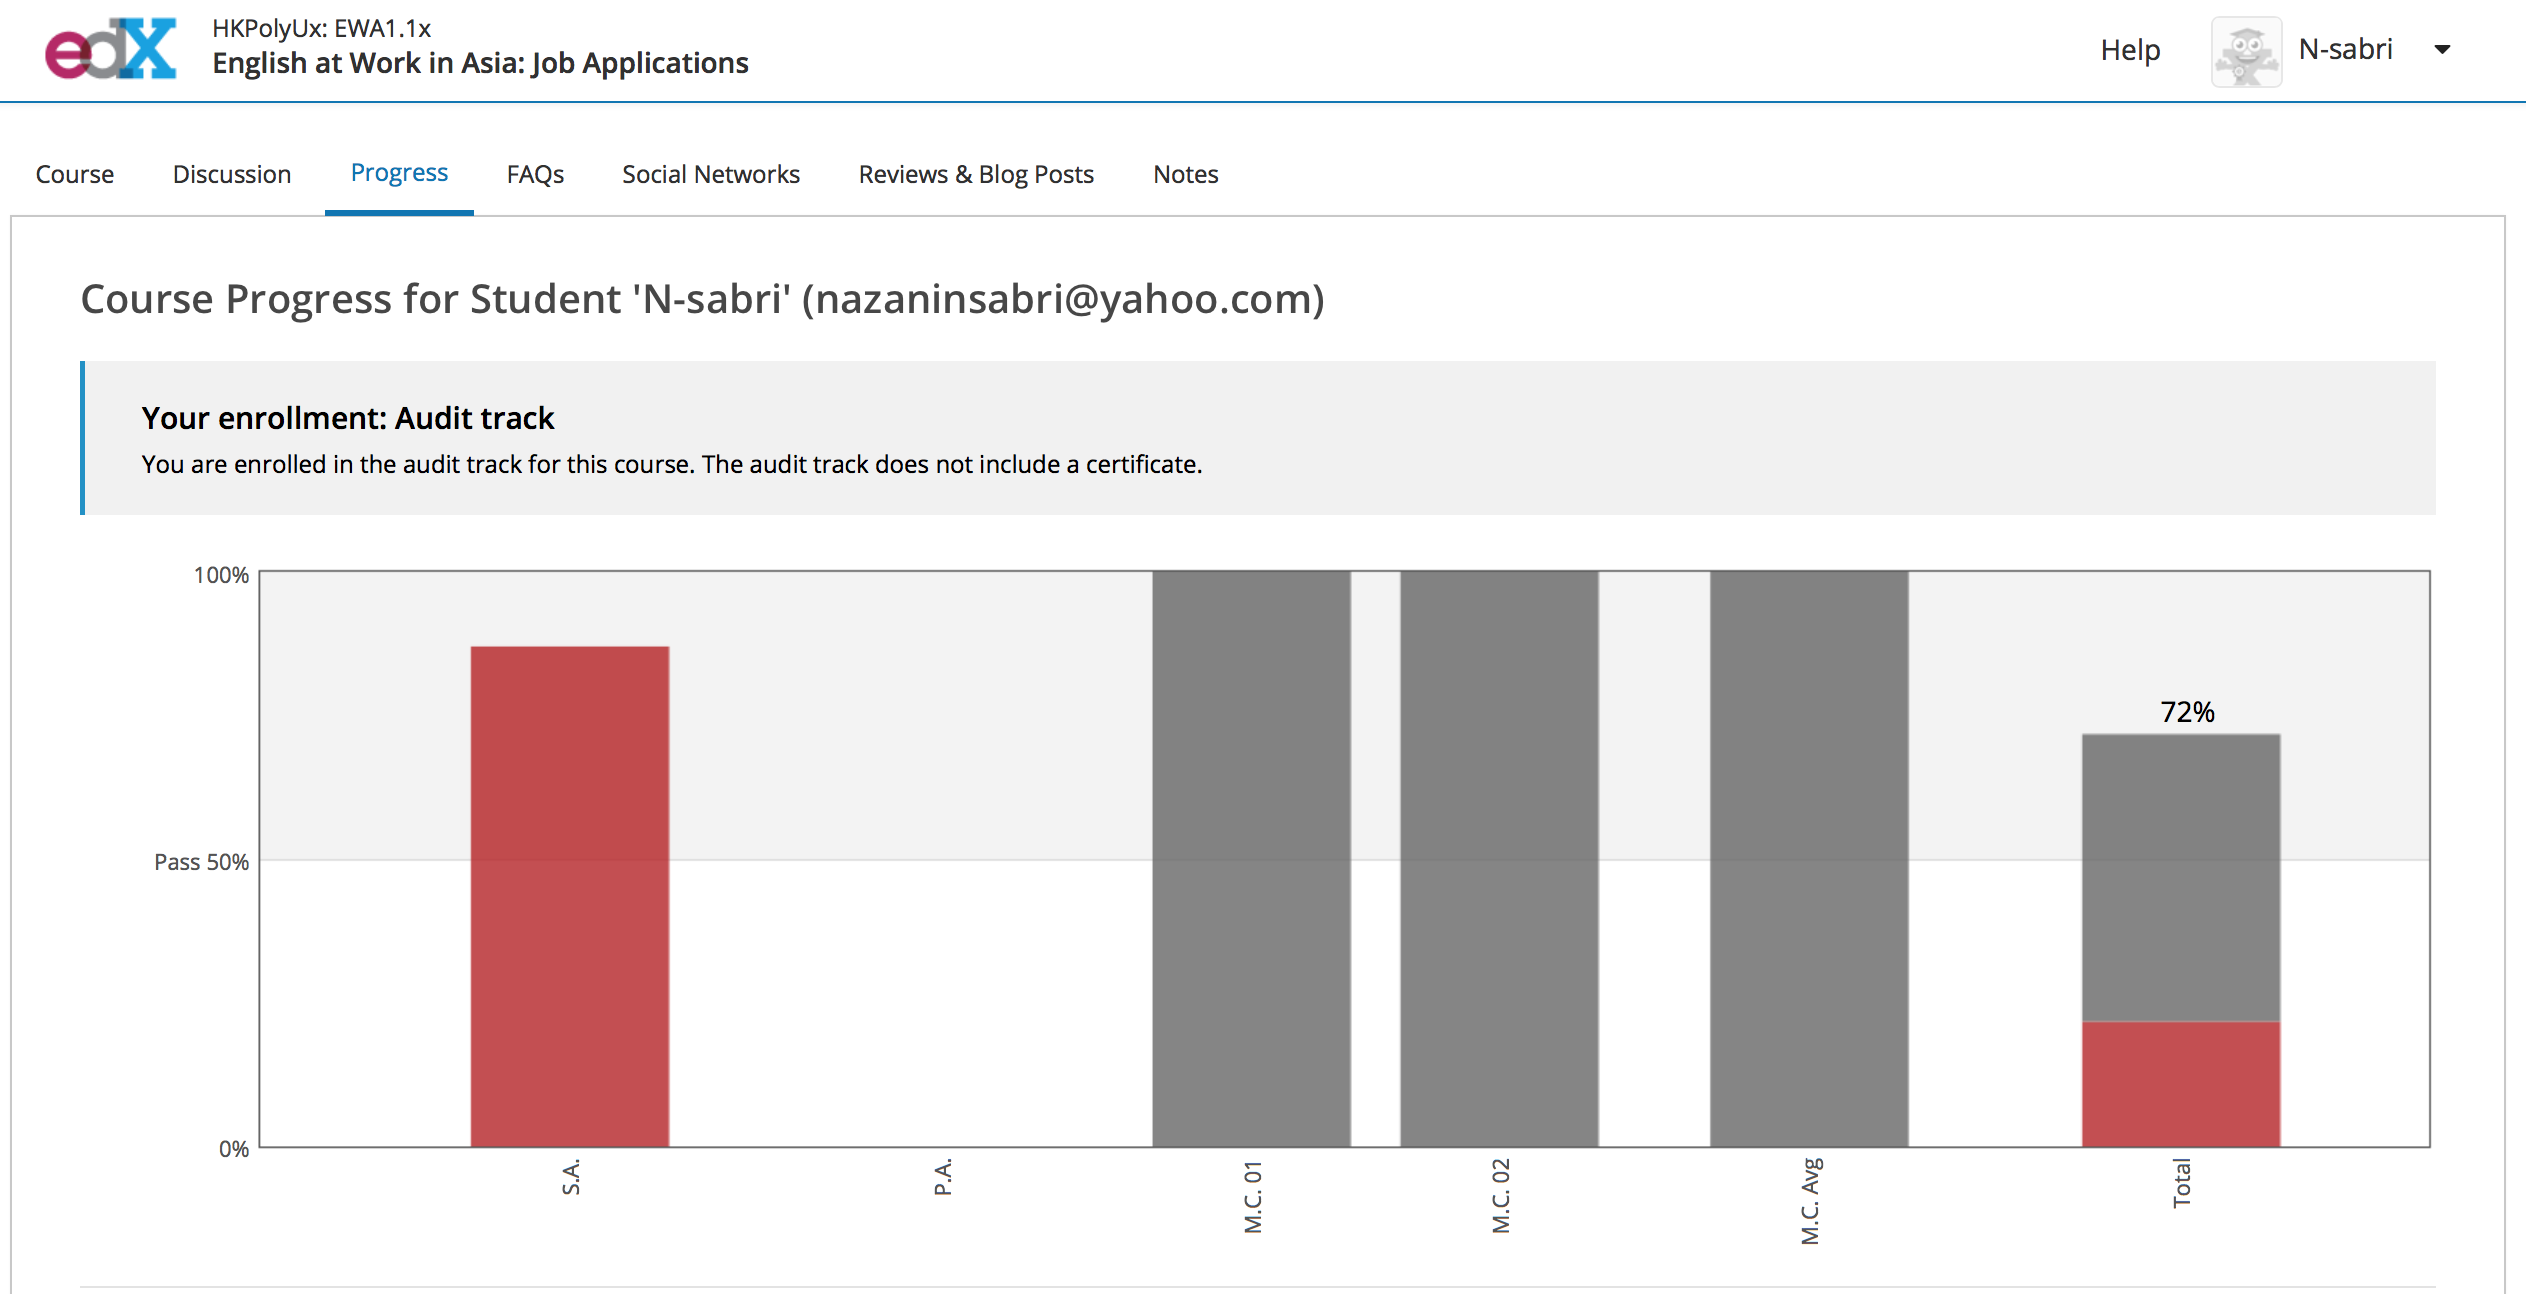 edX
HKPolyUx: EWA1.1x
English at Work in Asia: Job Applications
Help
N-sabri
Course
Discussion
Progress
FAQs
Social Networks
Reviews & Blog Posts
Notes
Course Progress for Student 'N-sabri' (nazaninsabri@yahoo.com)
Your enrollment: Audit track
You are enrolled in the audit track for this course. The audit track does not include a certificate.
100%
72%
Pass 50%
0%
S.A.
P.A.
M.C. 01
M.C. 02
M.C. Avg
Total